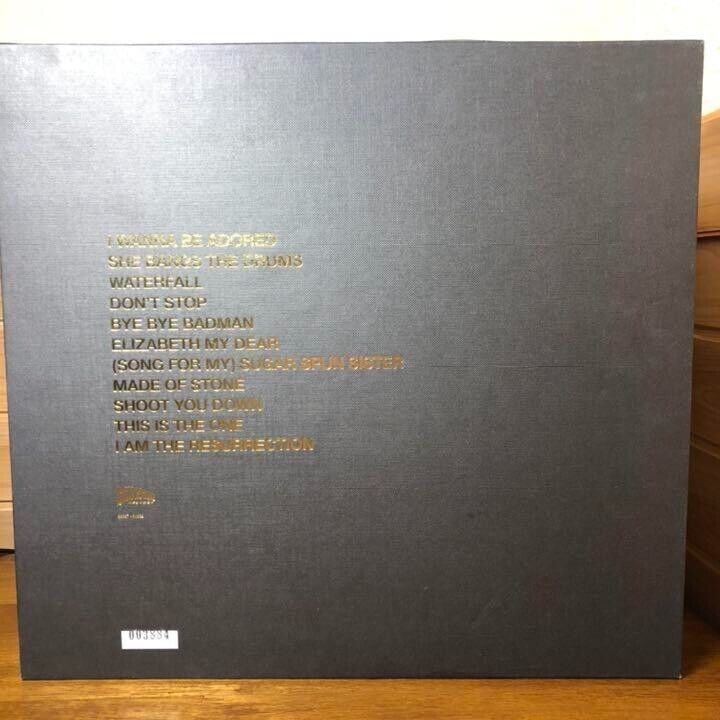 I WANNA BE ADORED
SHE BANGS THE DRUMS
WATERFALL
DON'T STOP
BYE BYE BADMAN
ELIZABETH MY DEAR
(SONG FOR MY) SUGAR SPUN SISTER
MADE OF STONE
SHOOT YOU DOWN
THIS IS THE ONE
I AM THE RESURRECTION
003884